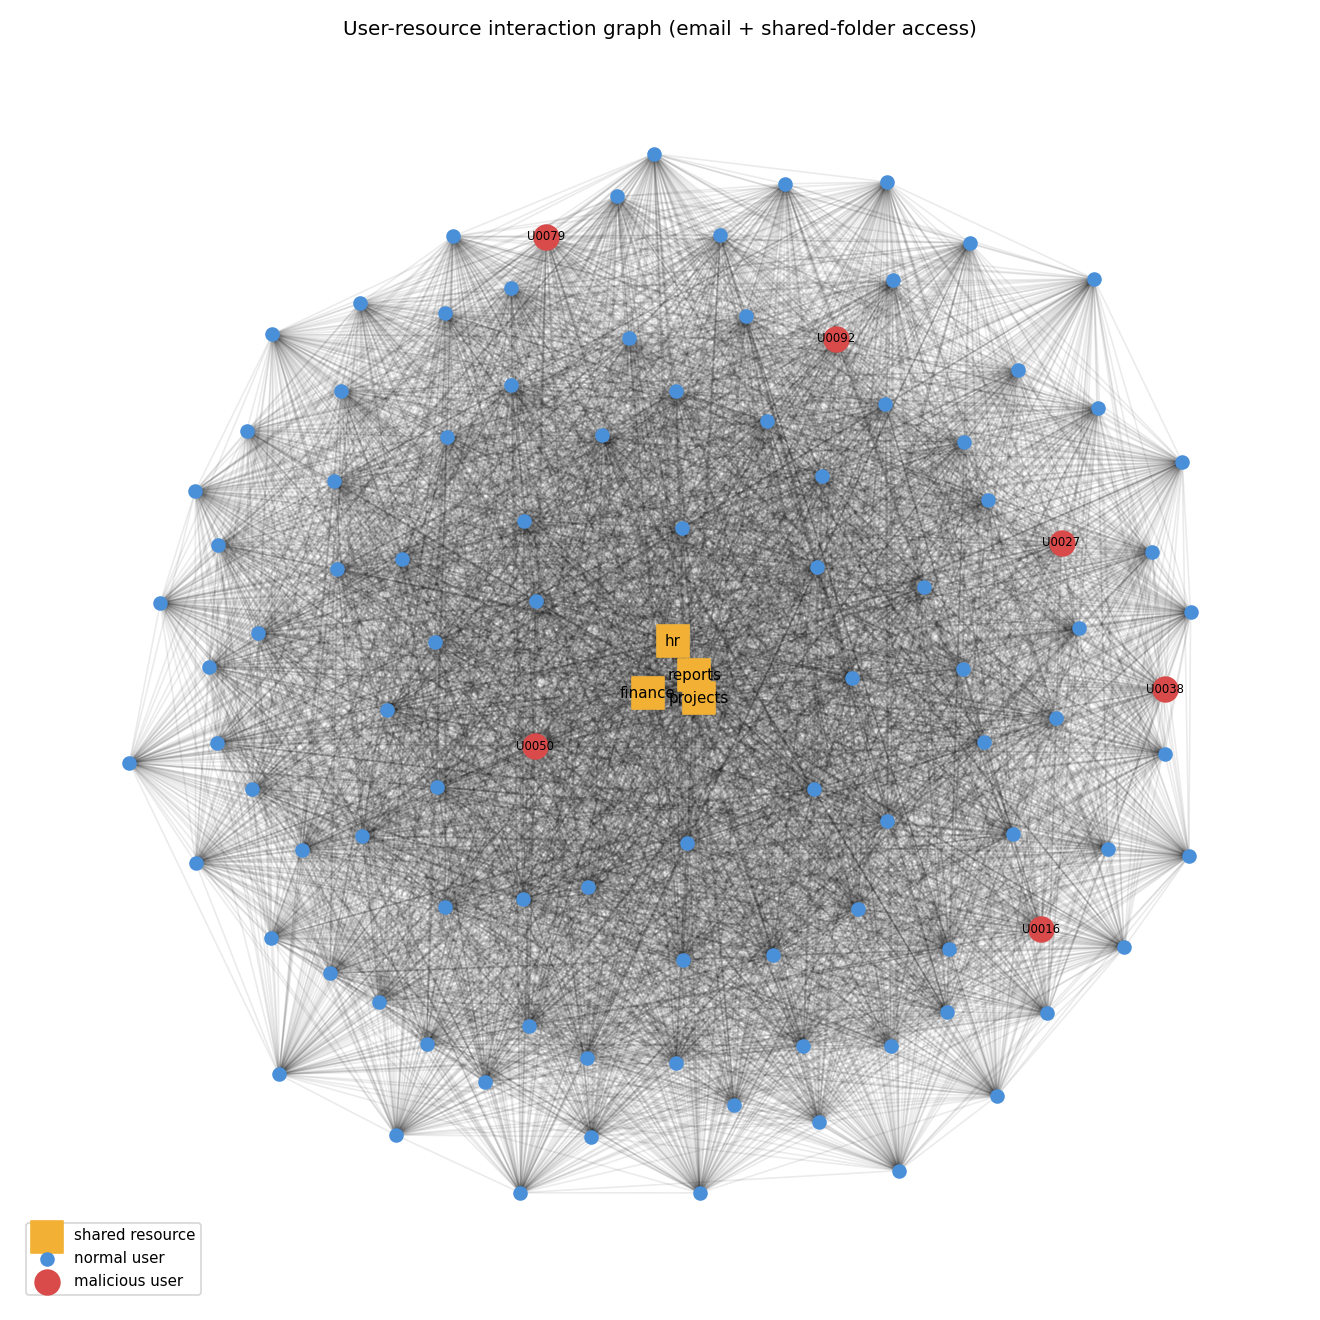 User-resource interaction graph (email + shared-folder access)
U0079
U0092
U0027
hr
reports
finance
projects
U0038
U0050
U0016
shared resource
normal user
malicious user